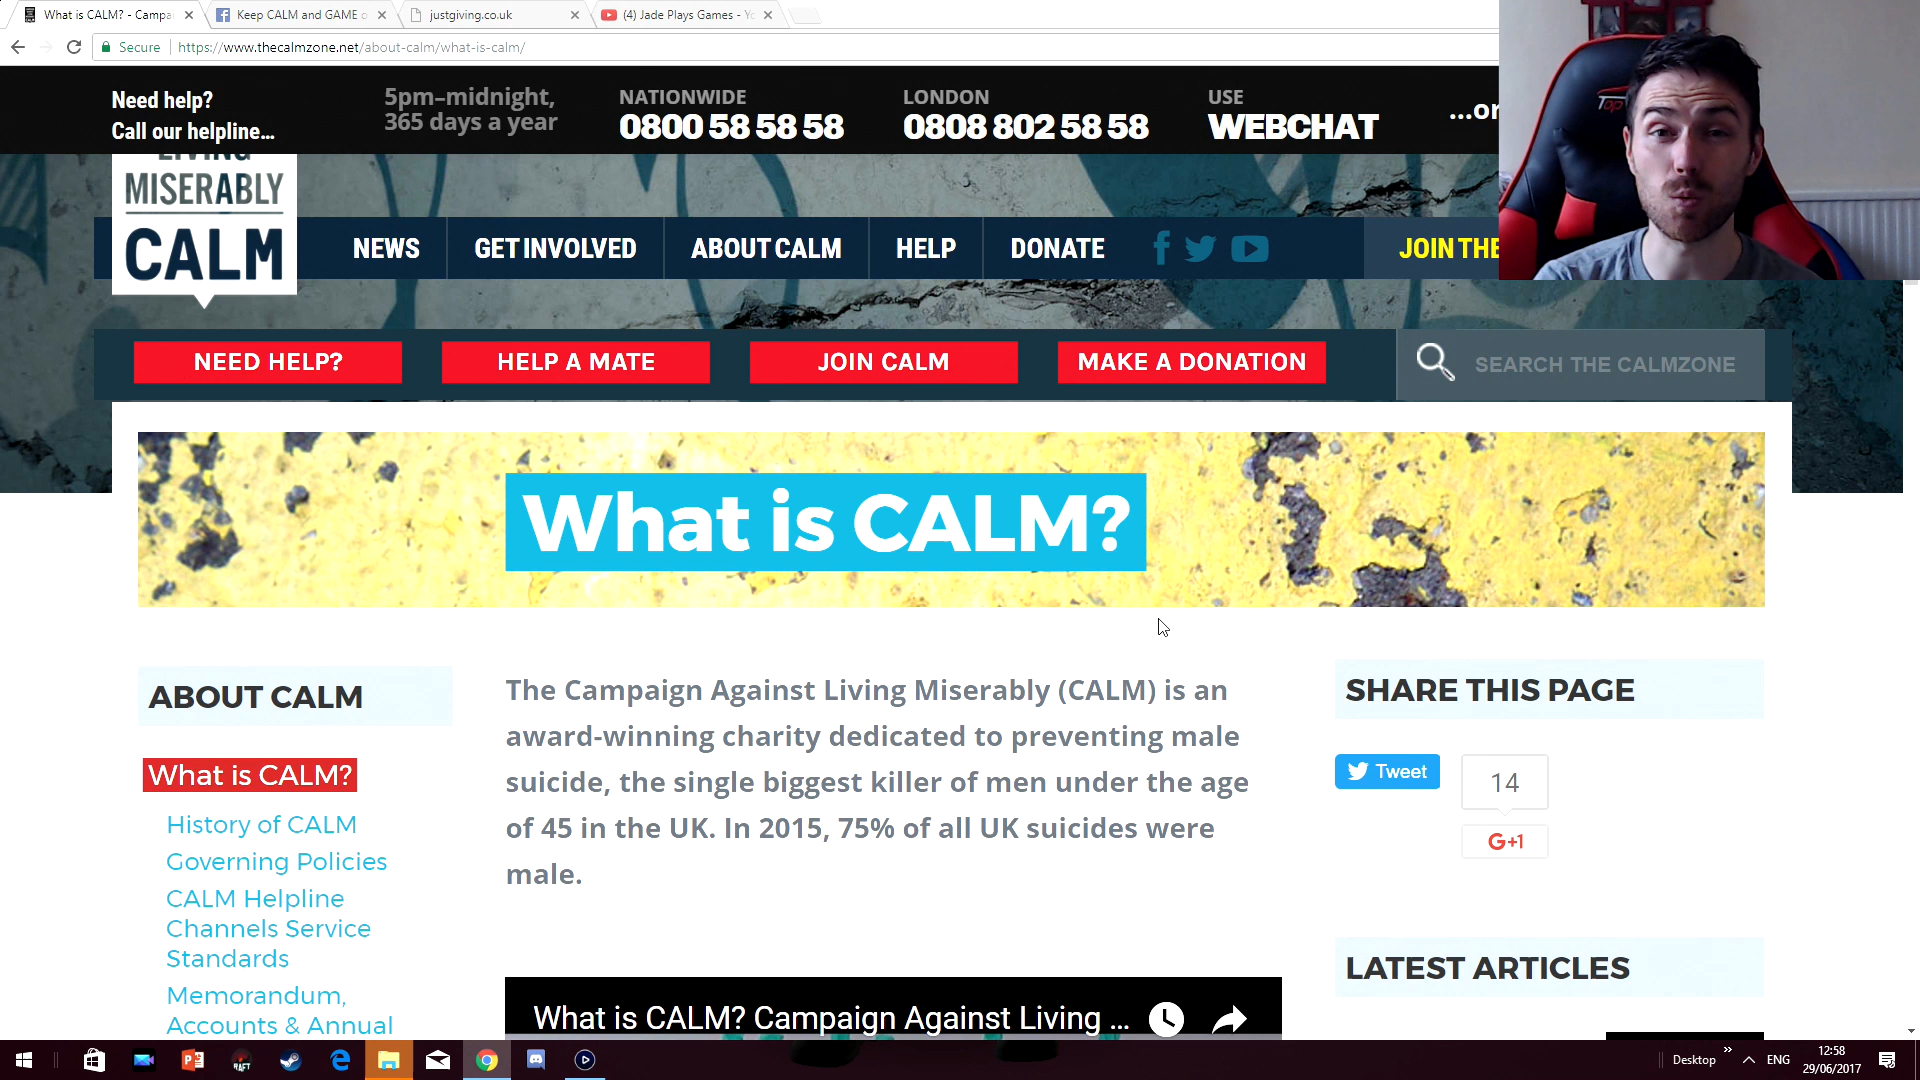 What is CALM? - Campa
Keep CALM and GAME o
justgiving.co.uk
(4) Jade Plays Games - Yo
Secure
https://www.thecalmzone.net/about-calm/what-is-calm/
Need help?
Call our helpline...
5pm–midnight,
365 days a year
NATIONWIDE
0800 58 58 58
LONDON
0808 802 58 58
USE
WEBCHAT
...or
LIVING
MISERABLY
CALM
NEWS
GET INVOLVED
ABOUT CALM
HELP
DONATE
JOIN THE
NEED HELP?
HELP A MATE
JOIN CALM
MAKE A DONATION
SEARCH THE CALMZONE
What is CALM?
ABOUT CALM
What is CALM?
History of CALM
Governing Policies
CALM Helpline
Channels Service
Standards
Memorandum,
Accounts & Annual
The Campaign Against Living Miserably (CALM) is an
award-winning charity dedicated to preventing male
suicide, the single biggest killer of men under the age
of 45 in the UK. In 2015, 75% of all UK suicides were
male.
What is CALM? Campaign Against Living ...
SHARE THIS PAGE
Tweet
14
G+1
LATEST ARTICLES
RAFT
Desktop
ENG
12:58
29/06/2017